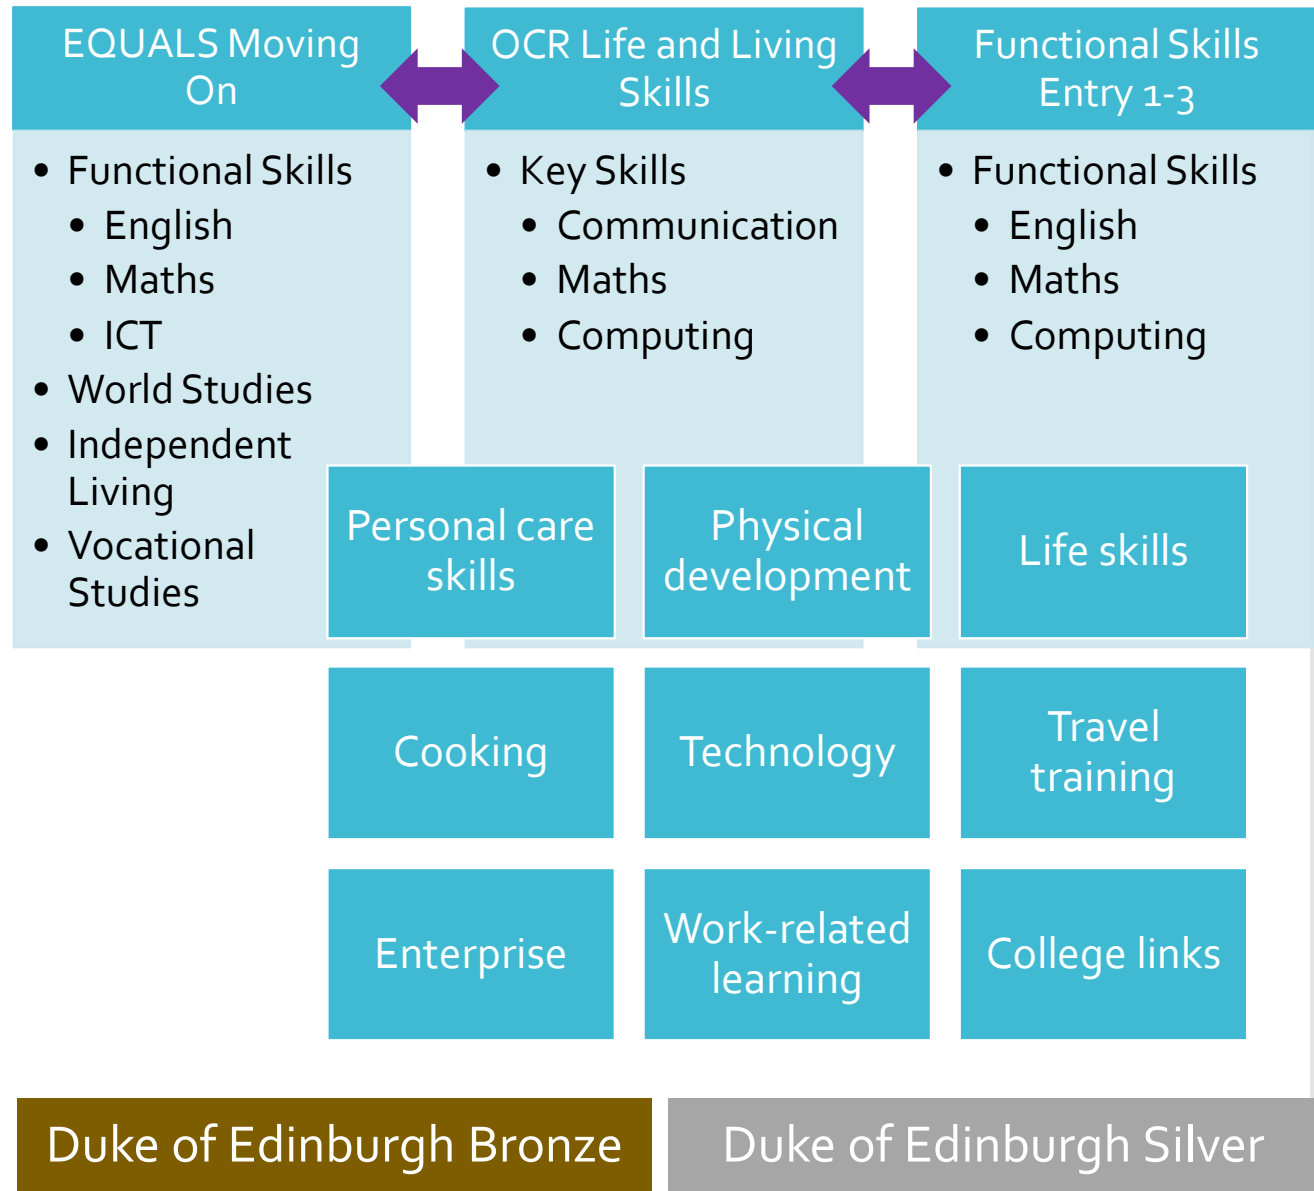 EQUALS Moving
On
• Functional Skills
• English
• Maths
• ICT
• World Studies
• Independent
Living
• Vocational
Studies
OCR Life and Living
Skills
• Key Skills
• Communication
• Maths
• Computing
Functional Skills
Entry 1-3
• Functional Skills
• English
• Maths
• Computing
Personal care
skills
Physical
development
Life skills
Cooking
Technology
Travel
training
Enterprise
Work-related
learning
College links
Duke of Edinburgh Bronze
Duke of Edinburgh Silver